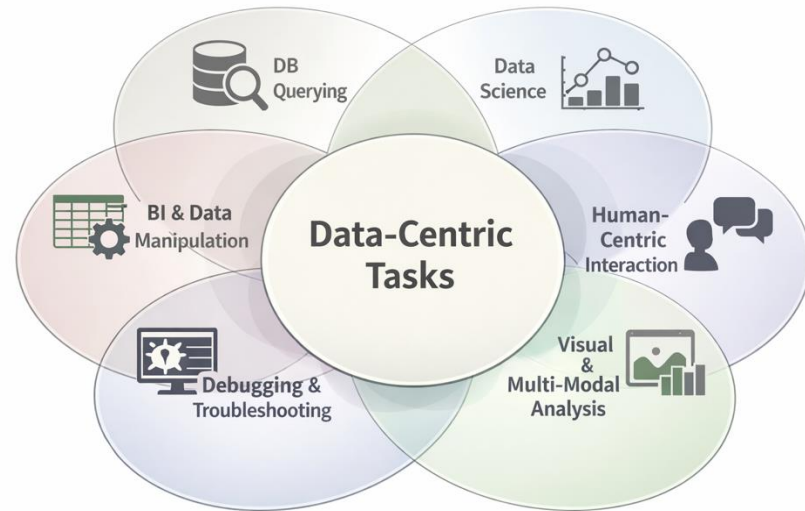 DB
Querying
Data
Science
BI & Data
Manipulation
Data-Centric
Tasks
Human-
Centric
Interaction
Debugging &
Troubleshooting
Visual
&
Multi-Modal
Analysis